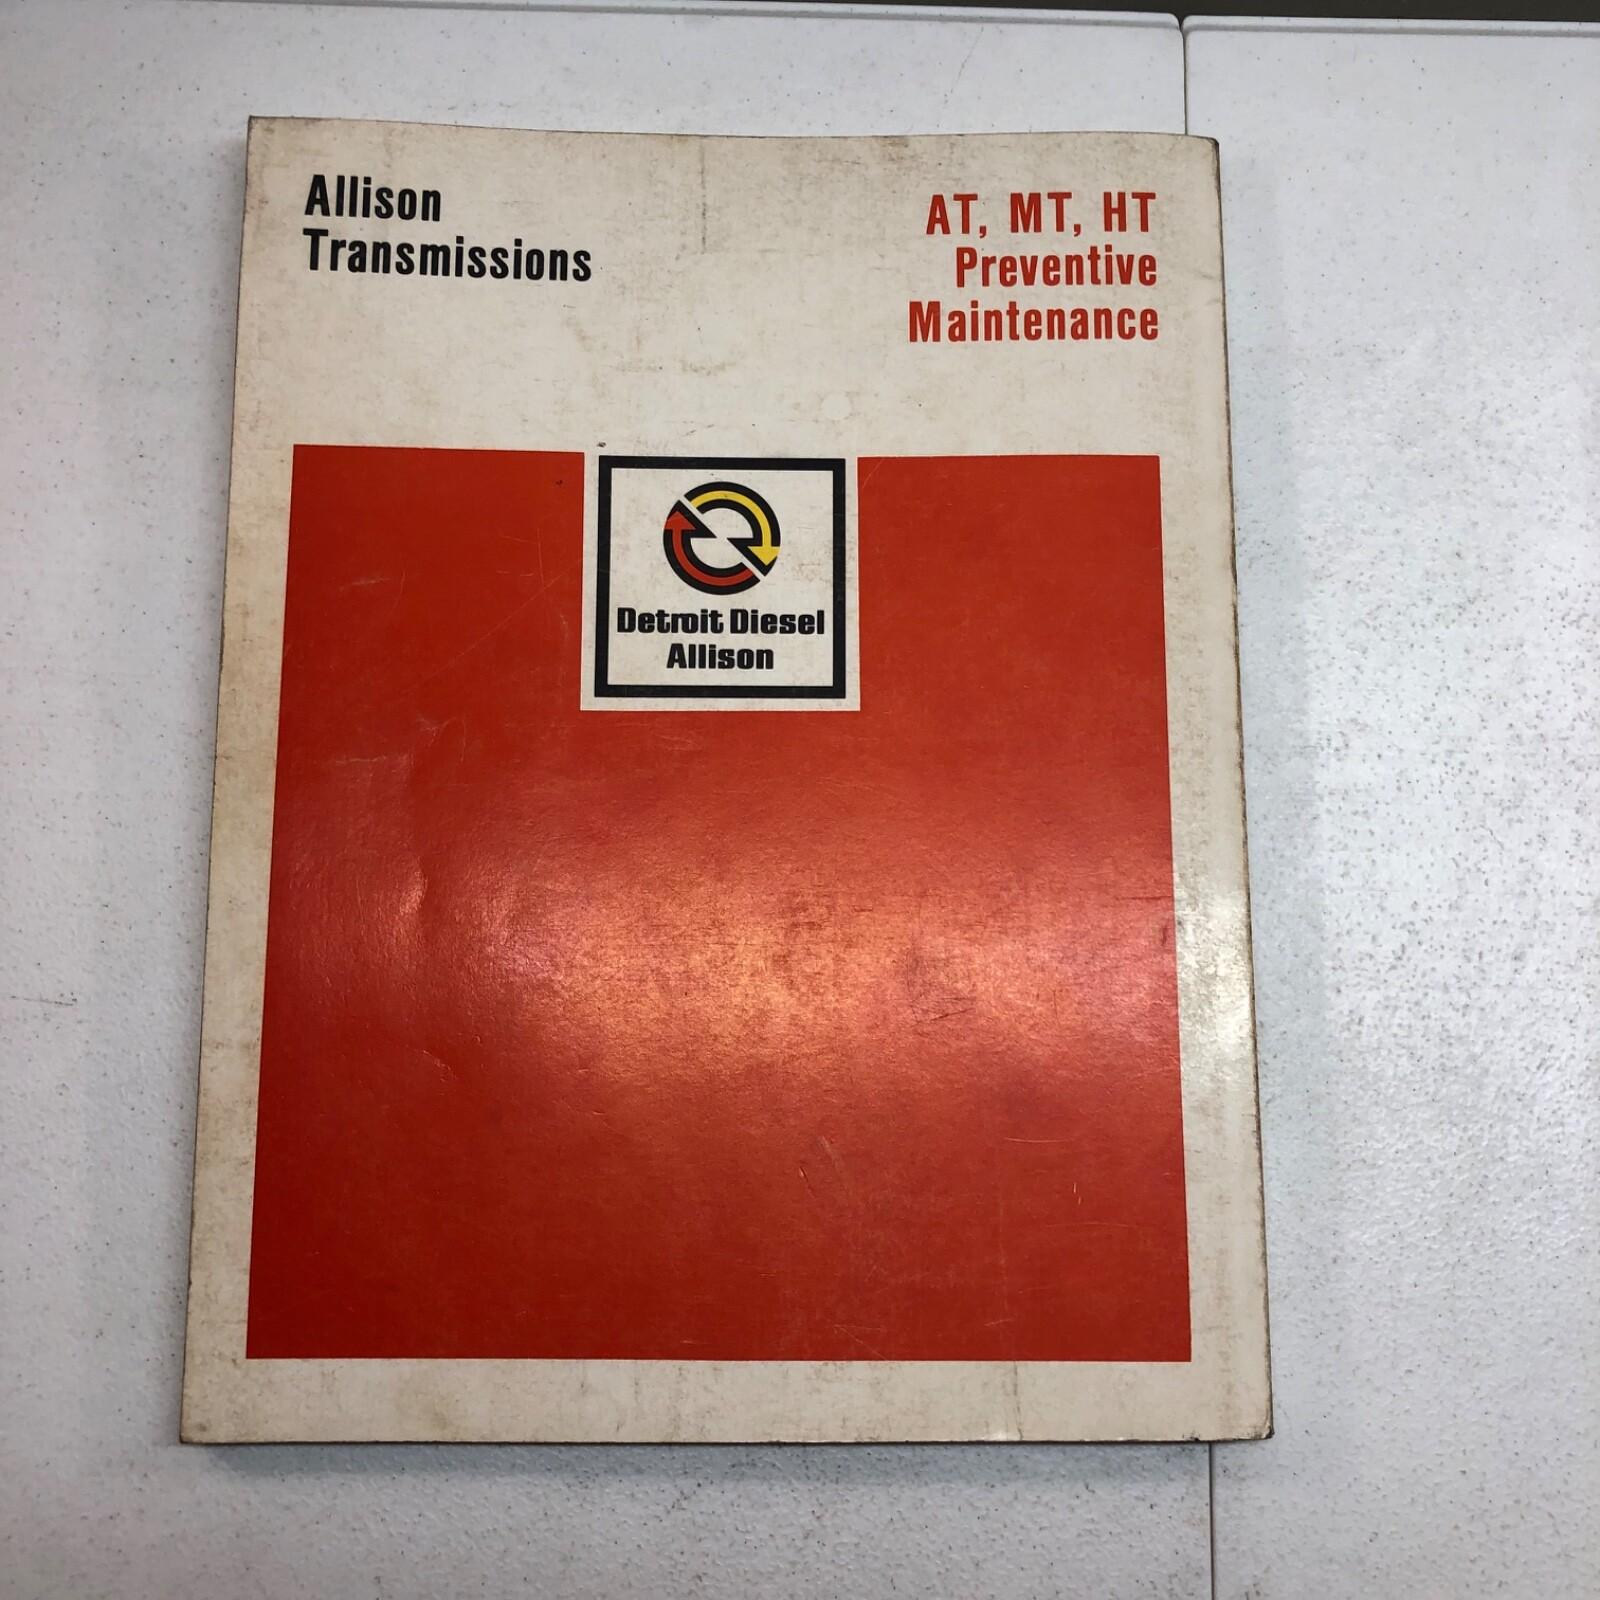 Allison
Transmissions
AT, MT, HT
Preventive
Maintenance
Detroit Diesel
Allison